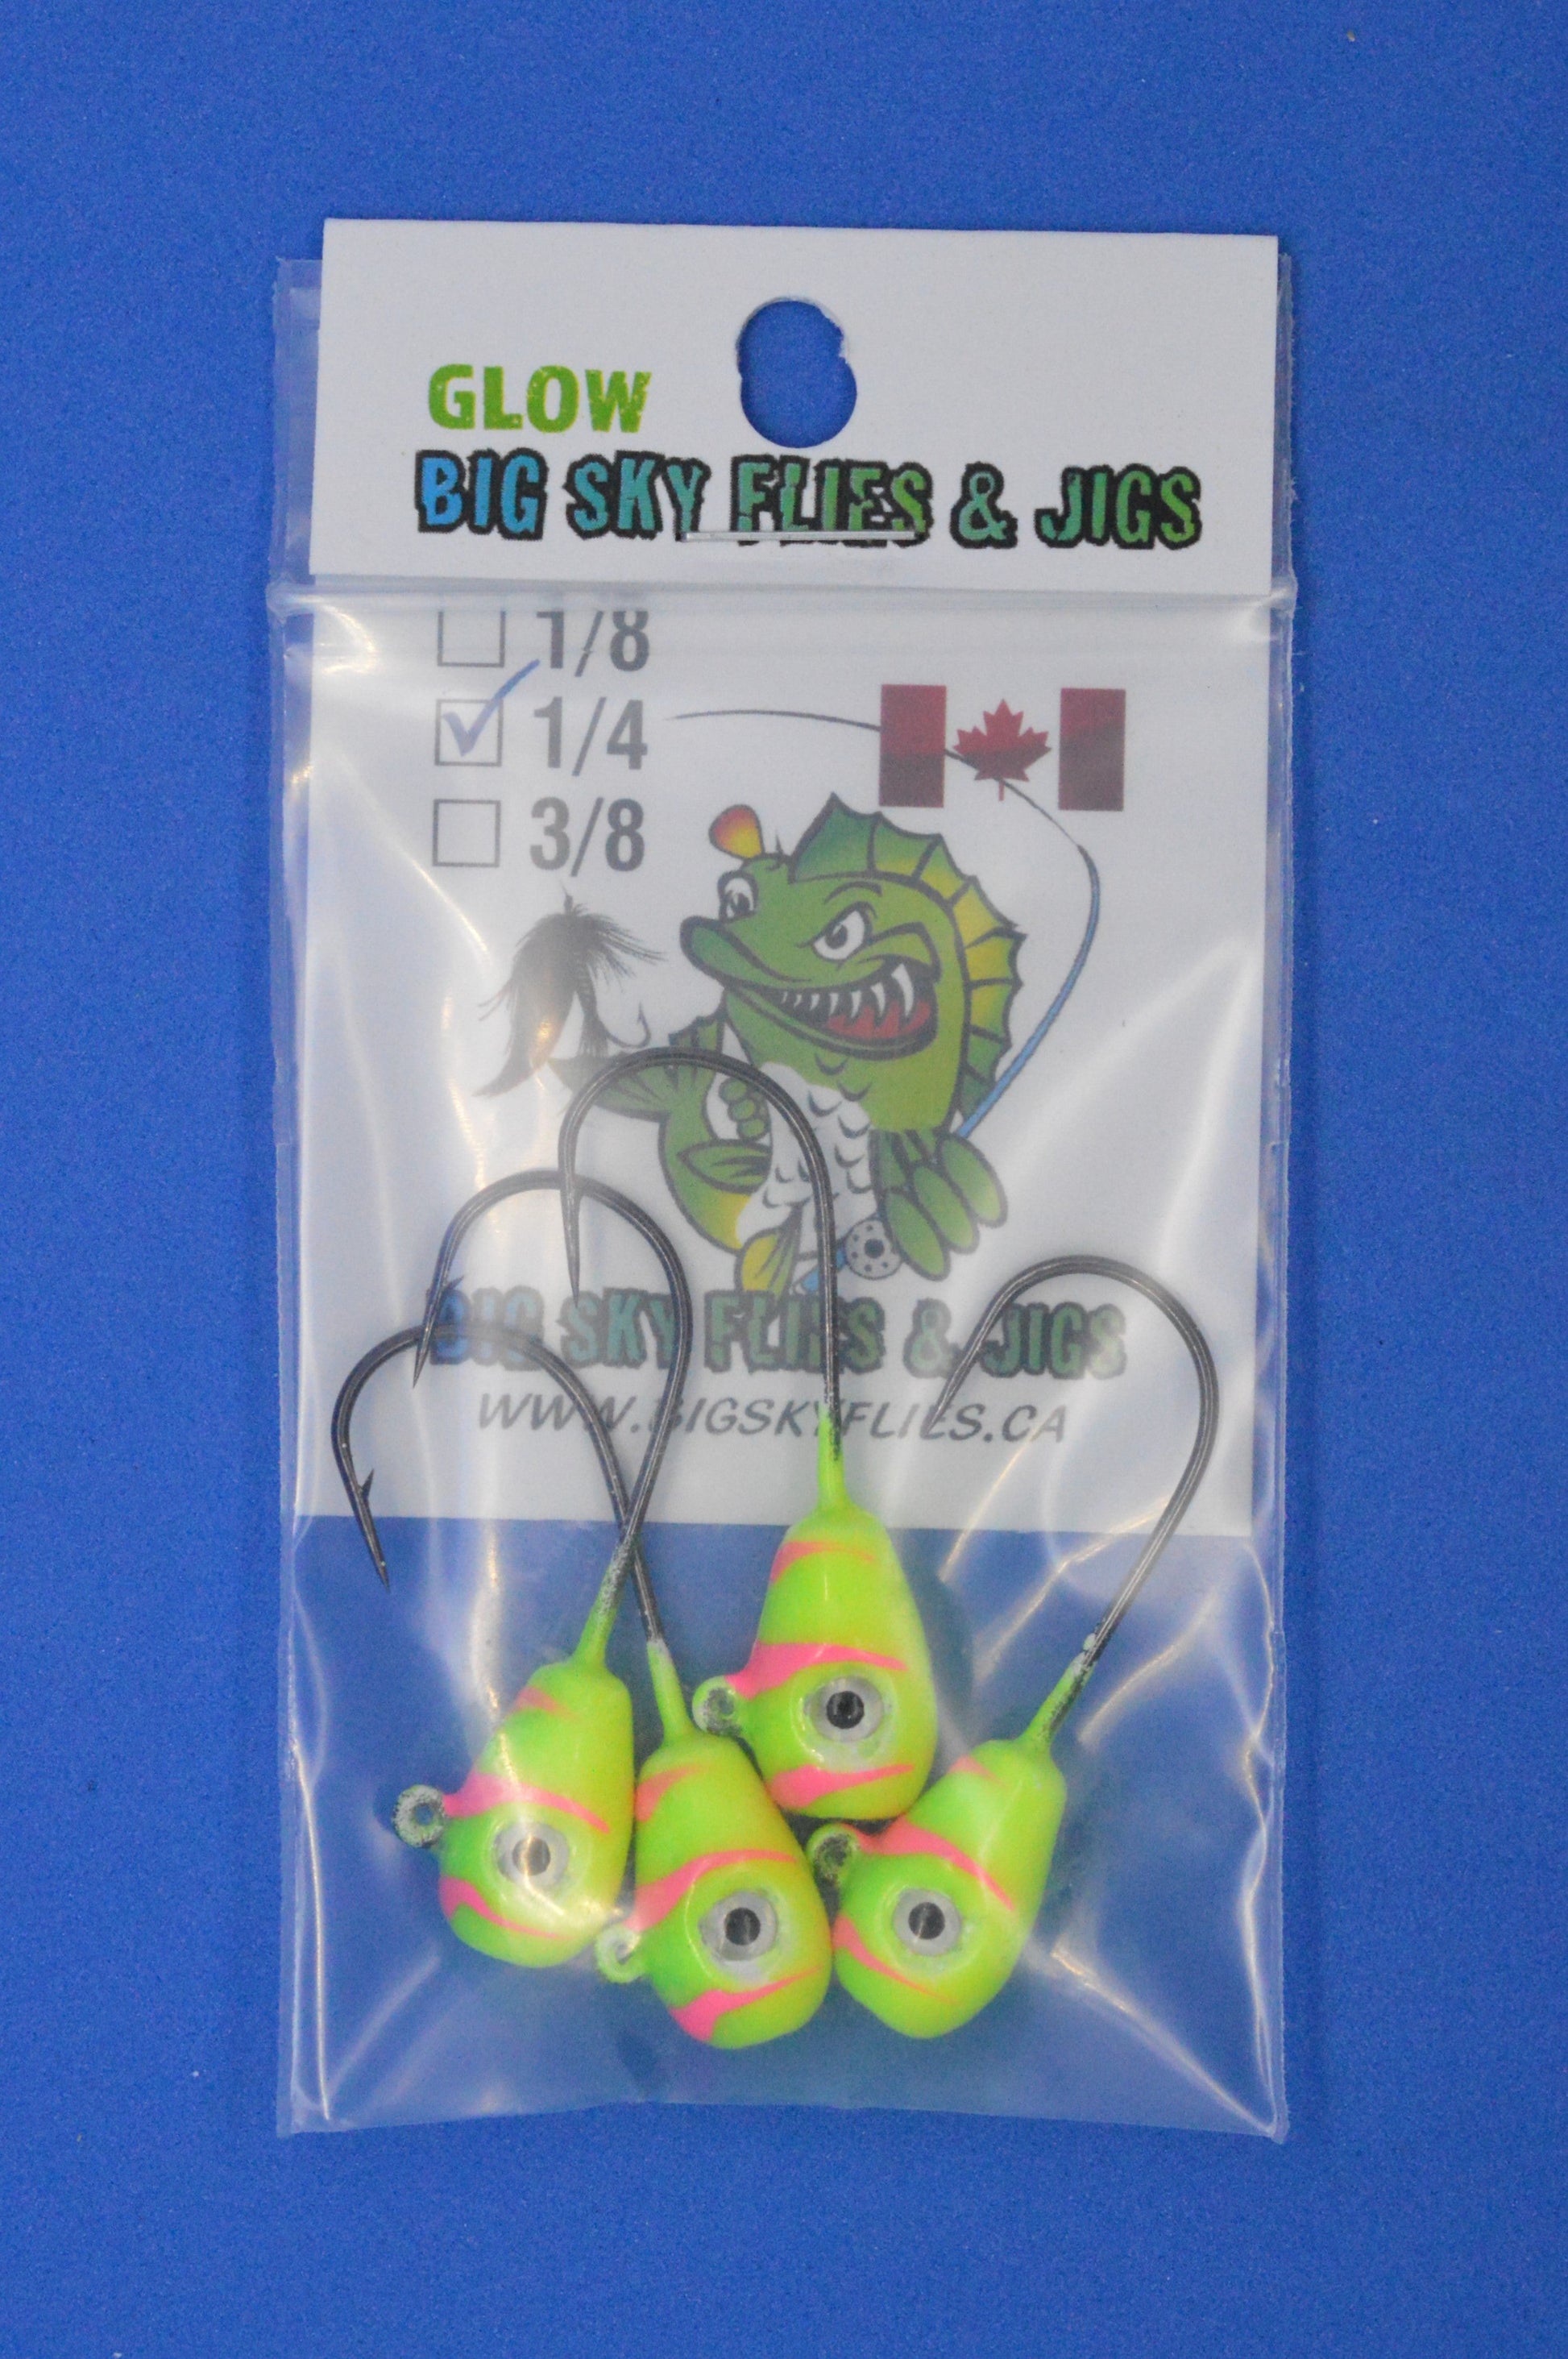 GLOW
BIG SKY FLIES & JIGS
1/8
1/4
3/8
BIG SKY FLIES & JIGS
WWW.BIGSKYFLIES.CA